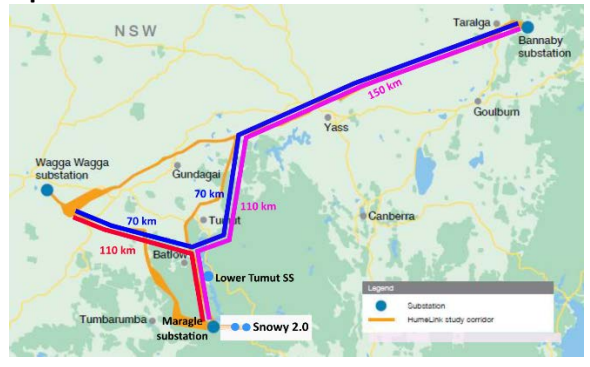 NSW
Taralga
Bannaby
substation
150 km
Goulburn
Yass
Wagga Wagga
substation
Gundagai
70 km
110 km
Tumut
70 km
Canberra
110 km
Batlow
Lower Tumut SS
Legend
Substation
HumeLink study corridor
Tumbarumba
Maragle
substation
Snowy 2.0